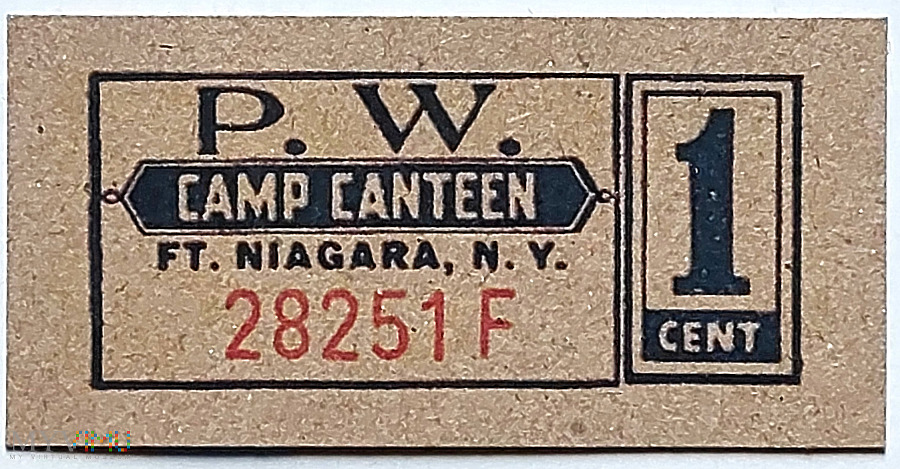 P. W.
CAMP CANTEEN
FT. NIAGARA, N. Y.
28251 F
1
CENT